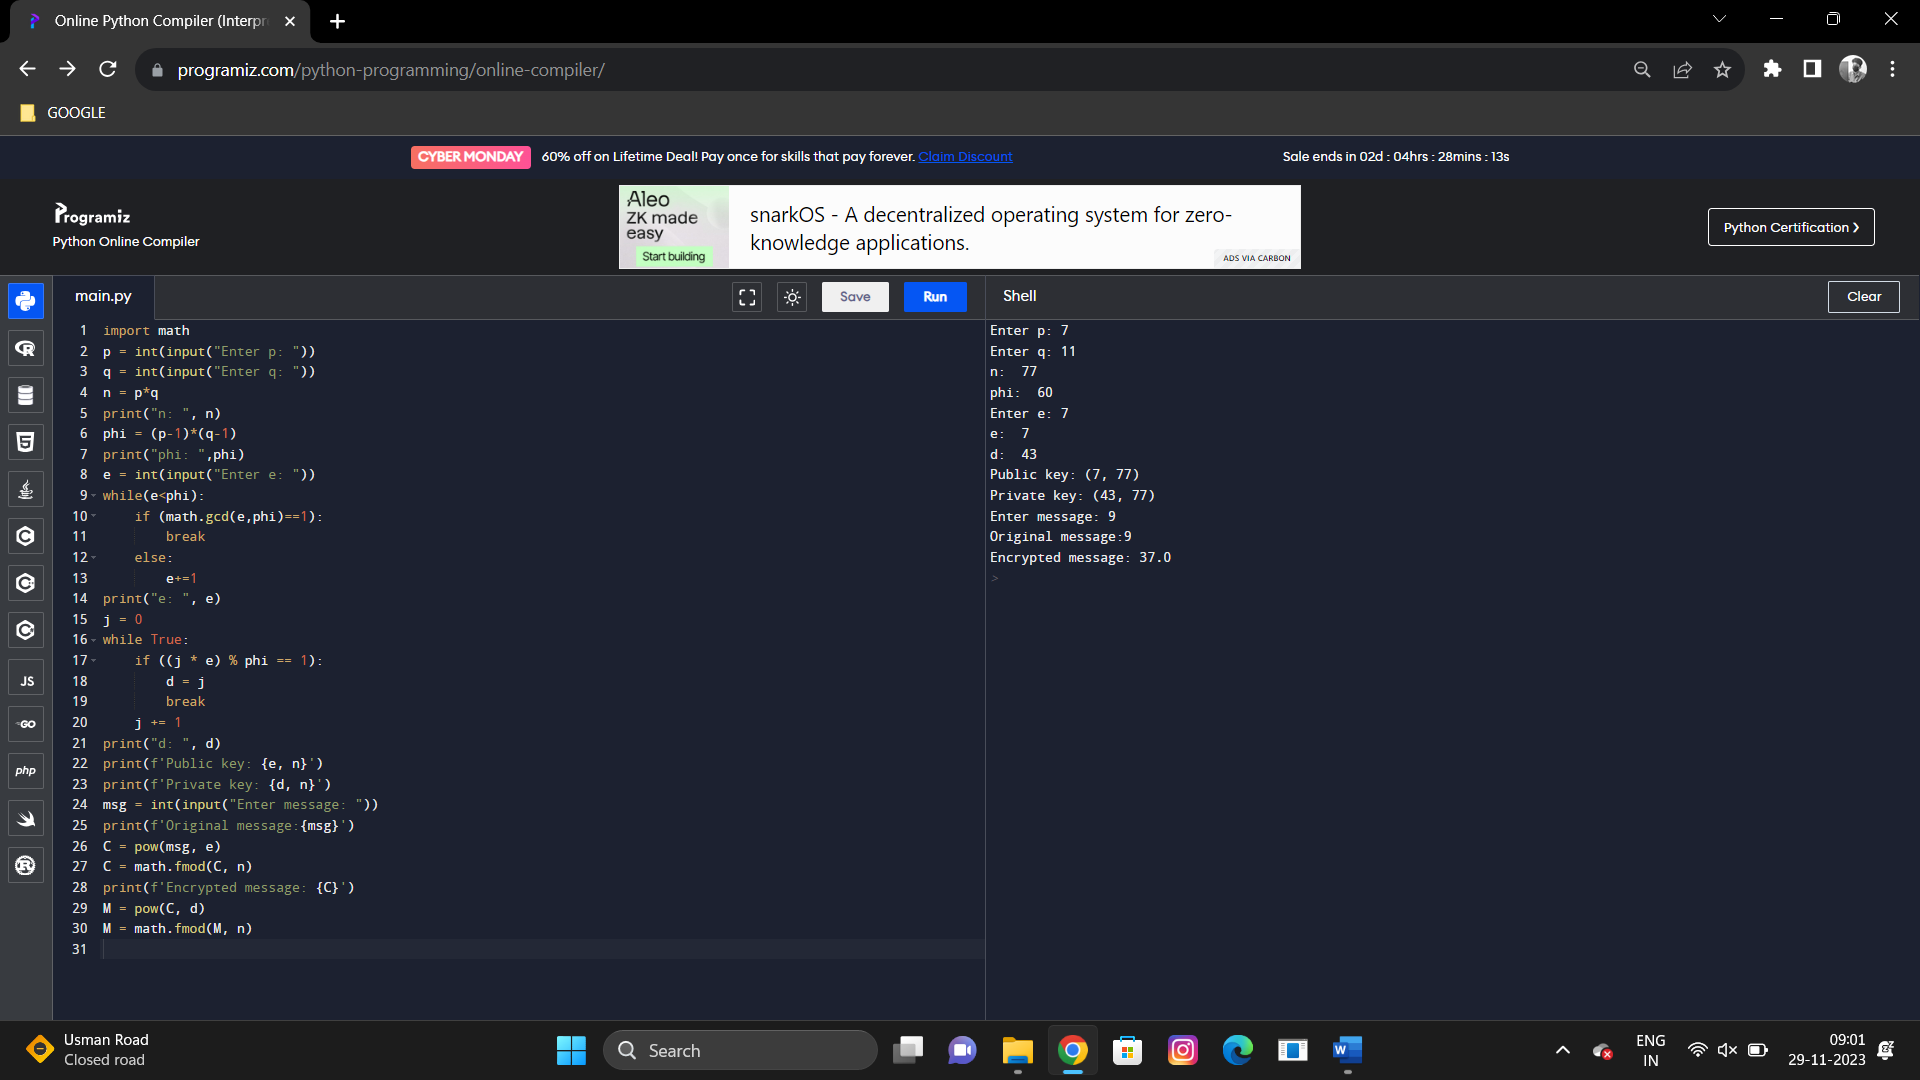 Online Python Compiler (Interpr
programiz.com/python-programming/online-compiler/
GOOGLE
CYBER MONDAY 60% off on Lifetime Deal! Pay once for skills that pay forever. Claim Discount Sale ends in 02d : 04hrs : 28mins : 13s
Programiz
Python Online Compiler
Aleo
ZK made
easy
Start building
snarkOS - A decentralized operating system for zero-
knowledge applications.
ADS VIA CARBON
Python Certification
main.py
Save
Run
Shell
Clear
1 import math
2 p = int(input("Enter p: "))
3 q = int(input("Enter q: "))
4 n = p*q
5 print("n: ", n)
6 phi = (p-1)*(q-1)
7 print("phi: ",phi)
8 e = int(input("Enter e: "))
9 while(e<phi):
10 if (math.gcd(e,phi)==1):
11 break
12 else:
13 e+=1
14 print("e: ", e)
15 j = 0
16 while True:
17 if ((j * e) % phi == 1):
18 d = j
19 break
20 j += 1
21 print("d: ", d)
22 print(f'Public key: {e, n}')
23 print(f'Private key: {d, n}')
24 msg = int(input("Enter message: "))
25 print(f'Original message:{msg}')
26 C = pow(msg, e)
27 C = math.fmod(C, n)
28 print(f'Encrypted message: {C}')
29 M = pow(C, d)
30 M = math.fmod(M, n)
31
Enter p: 7
Enter q: 11
n:  77
phi:  60
Enter e: 7
e:  7
d:  43
Public key: (7, 77)
Private key: (43, 77)
Enter message: 9
Original message:9
Encrypted message: 37.0
>
JS
GO
php
Usman Road
Closed road
Search
ENG
IN
09:01
29-11-2023